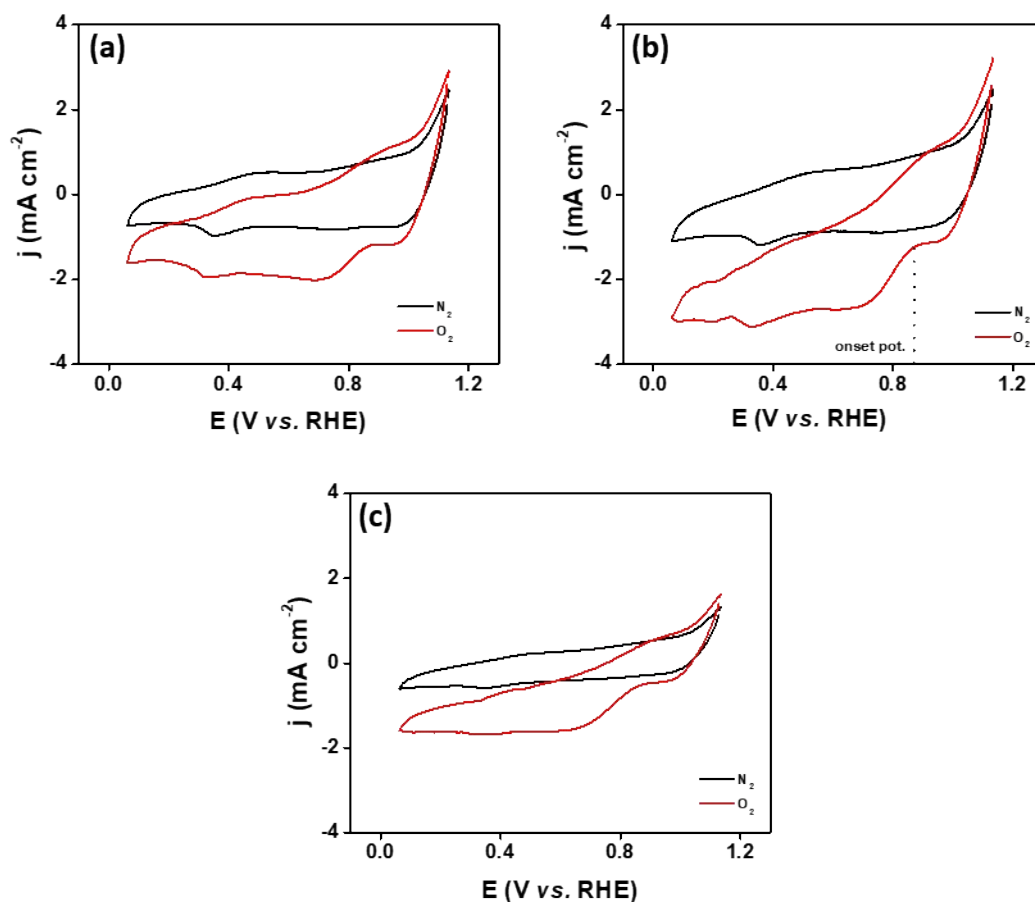 (a)
4
2
0
-2
-4
j (mA cm⁻²)
N₂
O₂
0.0 0.4 0.8 1.2
E (V vs. RHE)
(b)
4
2
0
-2
-4
j (mA cm⁻²)
onset pot.
N₂
O₂
0.0 0.4 0.8 1.2
E (V vs. RHE)
(c)
4
2
0
-2
-4
j (mA cm⁻²)
N₂
O₂
0.0 0.4 0.8 1.2
E (V vs. RHE)